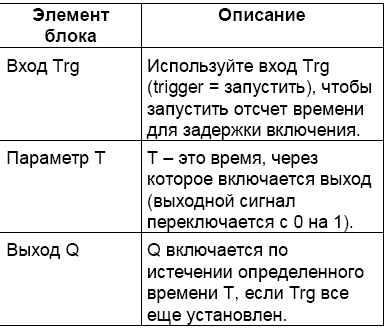 Элемент блока
Описание
Вход Trg
Используйте вход Trg
(trigger = запустить), чтобы
запустить отсчет времени
для задержки включения.
Параметр T
T – это время, через
которое включается выход
(выходной сигнал
переключается с 0 на 1).
Выход Q
Q включается по
истечении определенного
времени T, если Trg все
еще установлен.